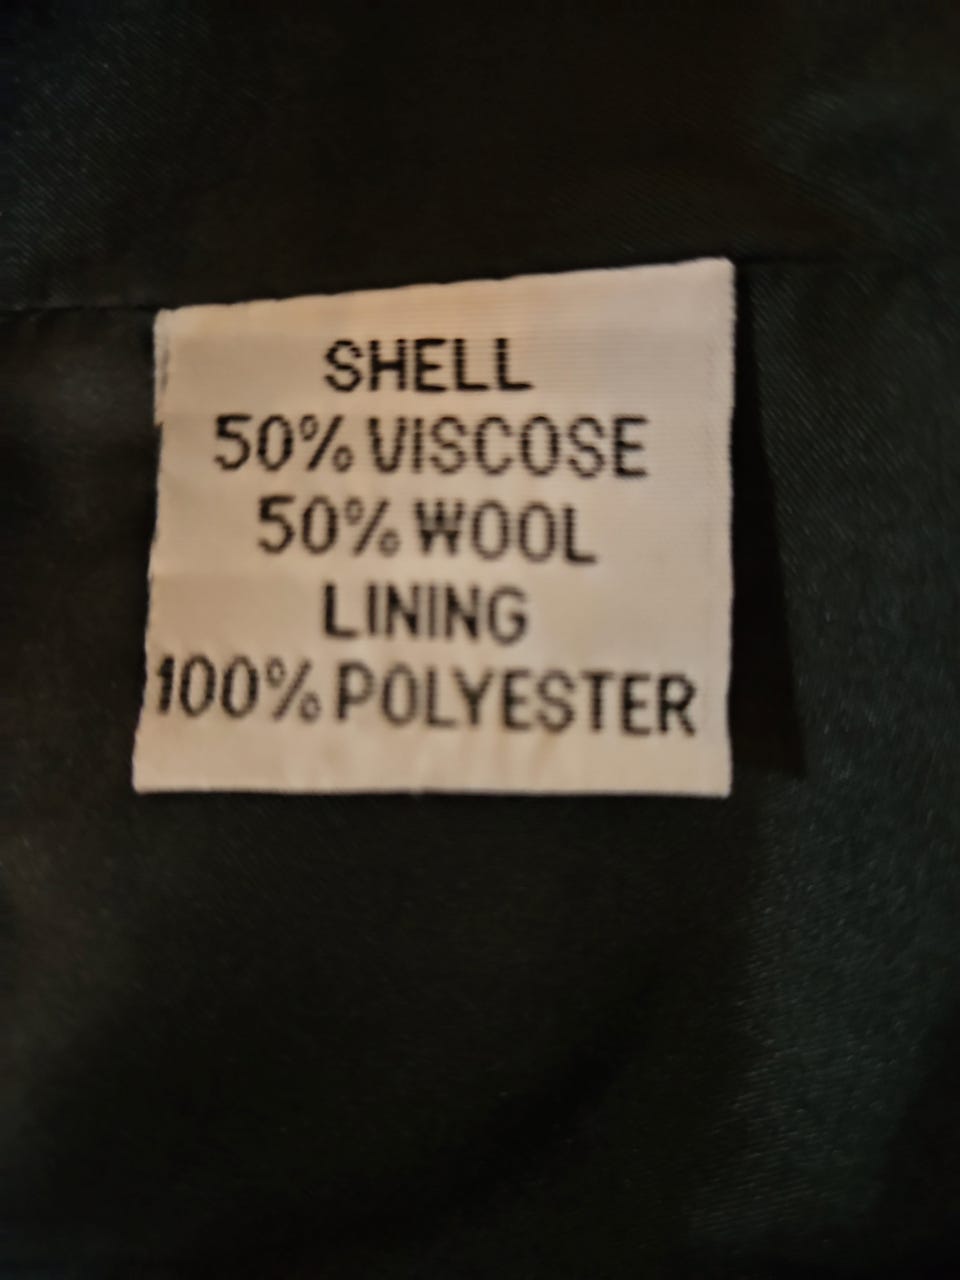 SHELL
50% VISCOSE
50% WOOL
LINING
100% POLYESTER